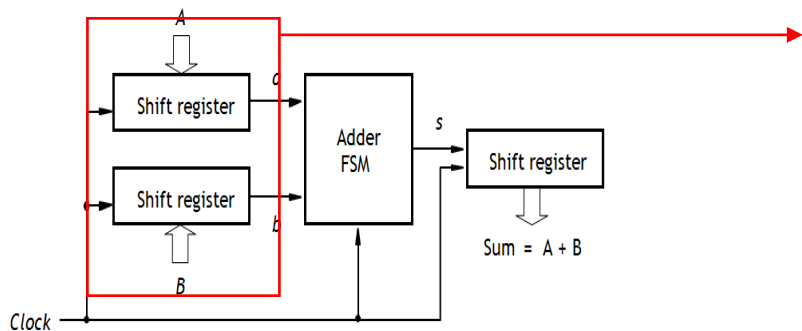 A
Shift register
a
Adder
FSM
s
Shift register
Shift register
b
B
Sum = A + B
Clock